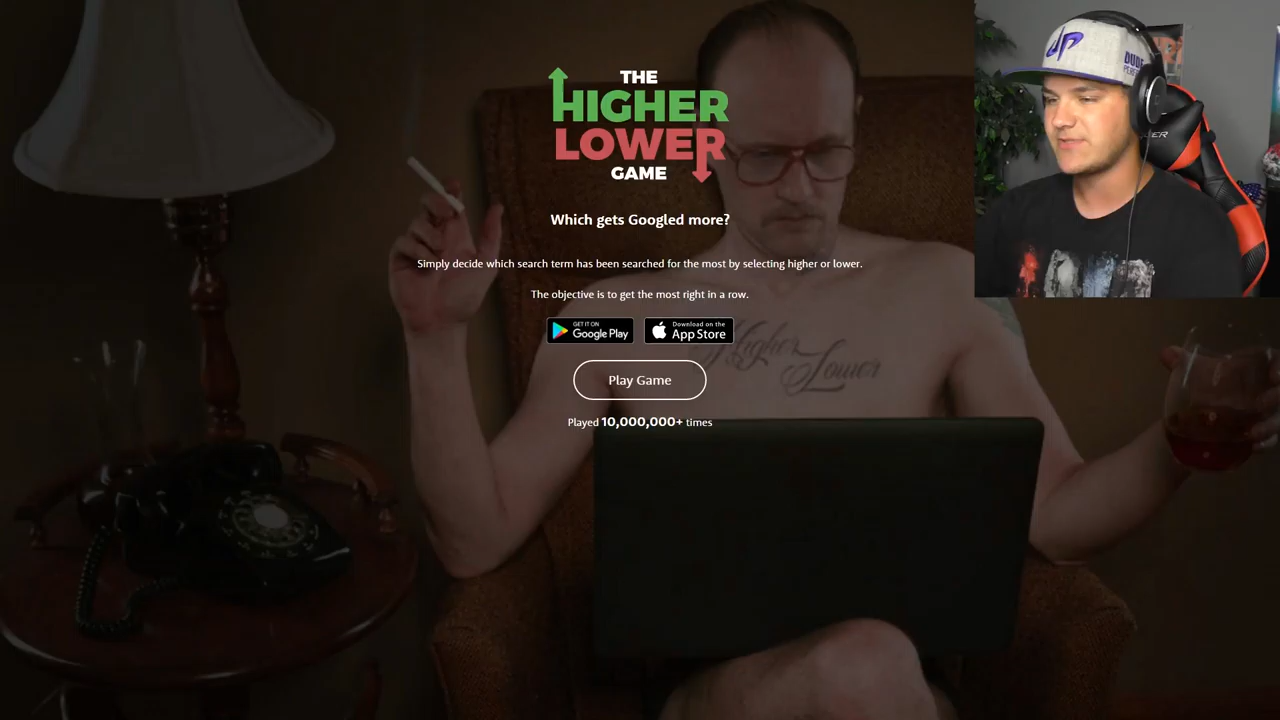 THE
HIGHER
LOWER
GAME
Which gets Googled more?
Simply decide which search term has been searched for the most by selecting higher or lower.
The objective is to get the most right in a row.
GET IT ON
Google Play
Download on the
App Store
Play Game
Played 10,000,000+ times
Higher
Lower
dp
DUDE